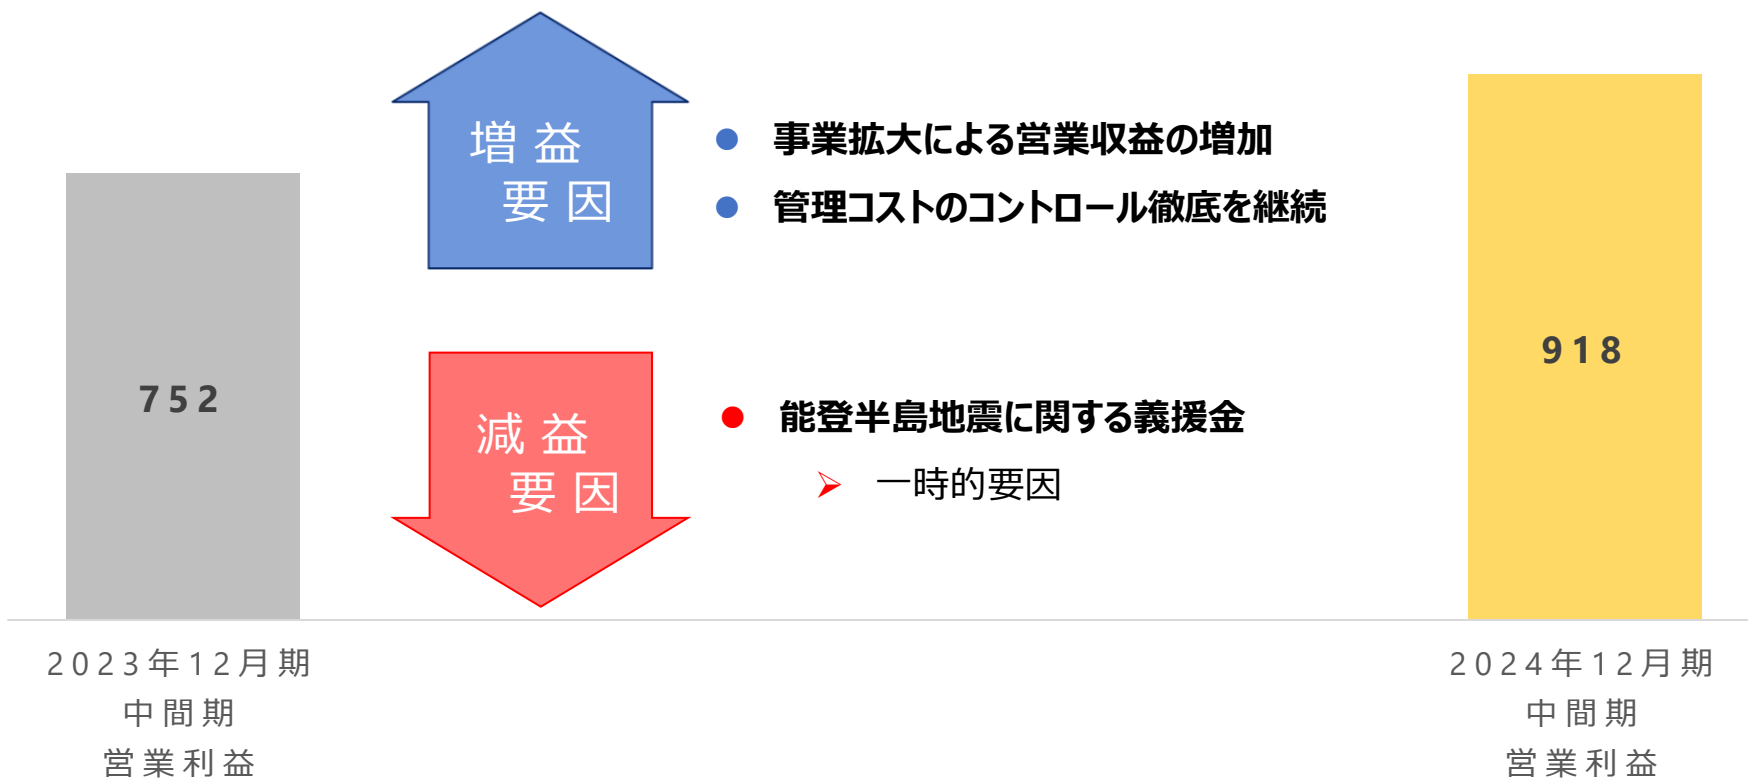 増益
要因
事業拡大による営業収益の増加
管理コストのコントロール徹底を継続
752
918
減益
要因
能登半島地震に関する義援金
一時的要因
2023年12月期
中間期
営業利益
2024年12月期
中間期
営業利益